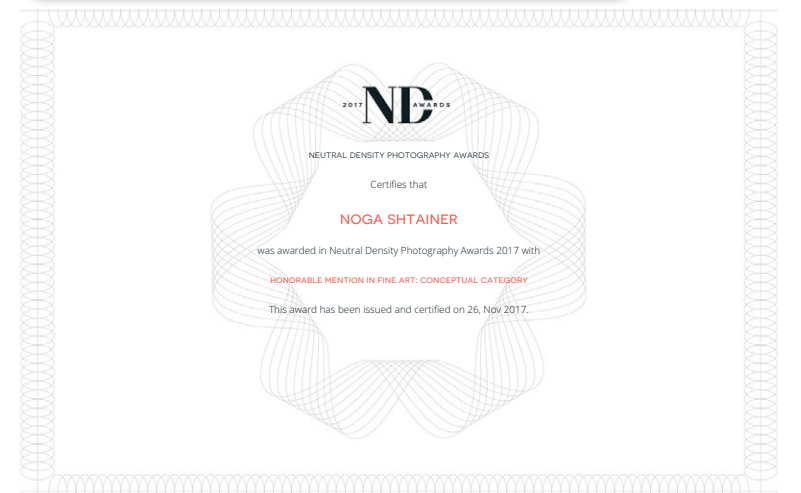 2017 ND AWARDS
NEUTRAL DENSITY PHOTOGRAPHY AWARDS
Certifies that
NOGA SHTAINER
was awarded in Neutral Density Photography Awards 2017 with
HONORABLE MENTION IN FINE ART: CONCEPTUAL CATEGORY
This award has been issued and certified on 26, Nov 2017.